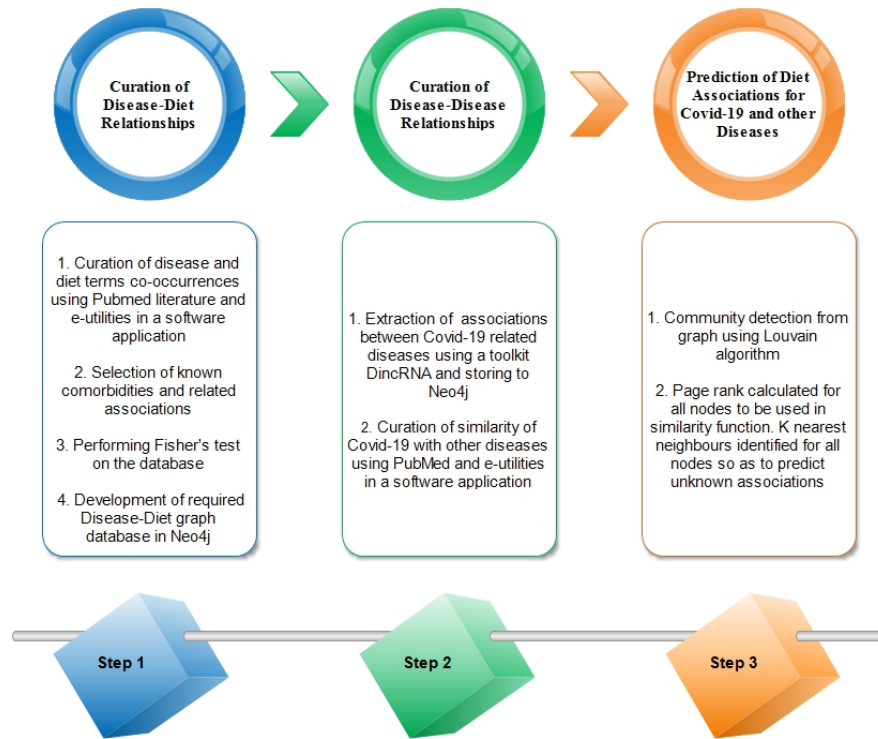 Curation of
Disease-Diet
Relationships
Curation of
Disease-Disease
Relationships
Prediction of Diet
Associations for
Covid-19 and other
Diseases
1. Curation of disease and
diet terms co-occurrences
using Pubmed literature and
e-utilities in a software
application
2. Selection of known
comorbidities and related
associations
3. Performing Fisher's test
on the database
4. Development of required
Disease-Diet graph
database in Neo4j
1. Extraction of associations
between Covid-19 related
diseases using a toolkit
DincRNA and storing to
Neo4j
2. Curation of similarity of
Covid-19 with other diseases
using PubMed and e-utilities
in a software application
1. Community detection from
graph using Louvain
algorithm
2. Page rank calculated for
all nodes to be used in
similarity function. K nearest
neighbours identified for all
nodes so as to predict
unknown associations
Step 1
Step 2
Step 3